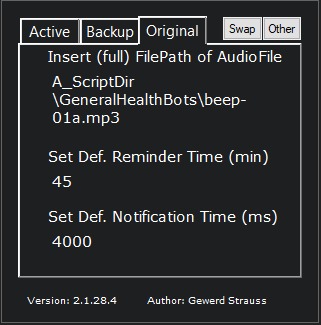 Active Backup Original Swap Other
Insert (full) FilePath of AudioFile
A_ScriptDir
\GeneralHealthBots\beep-
01a.mp3
Set Def. Reminder Time (min)
45
Set Def. Notification Time (ms)
4000
Version: 2.1.28.4 Author: Gewerd Strauss